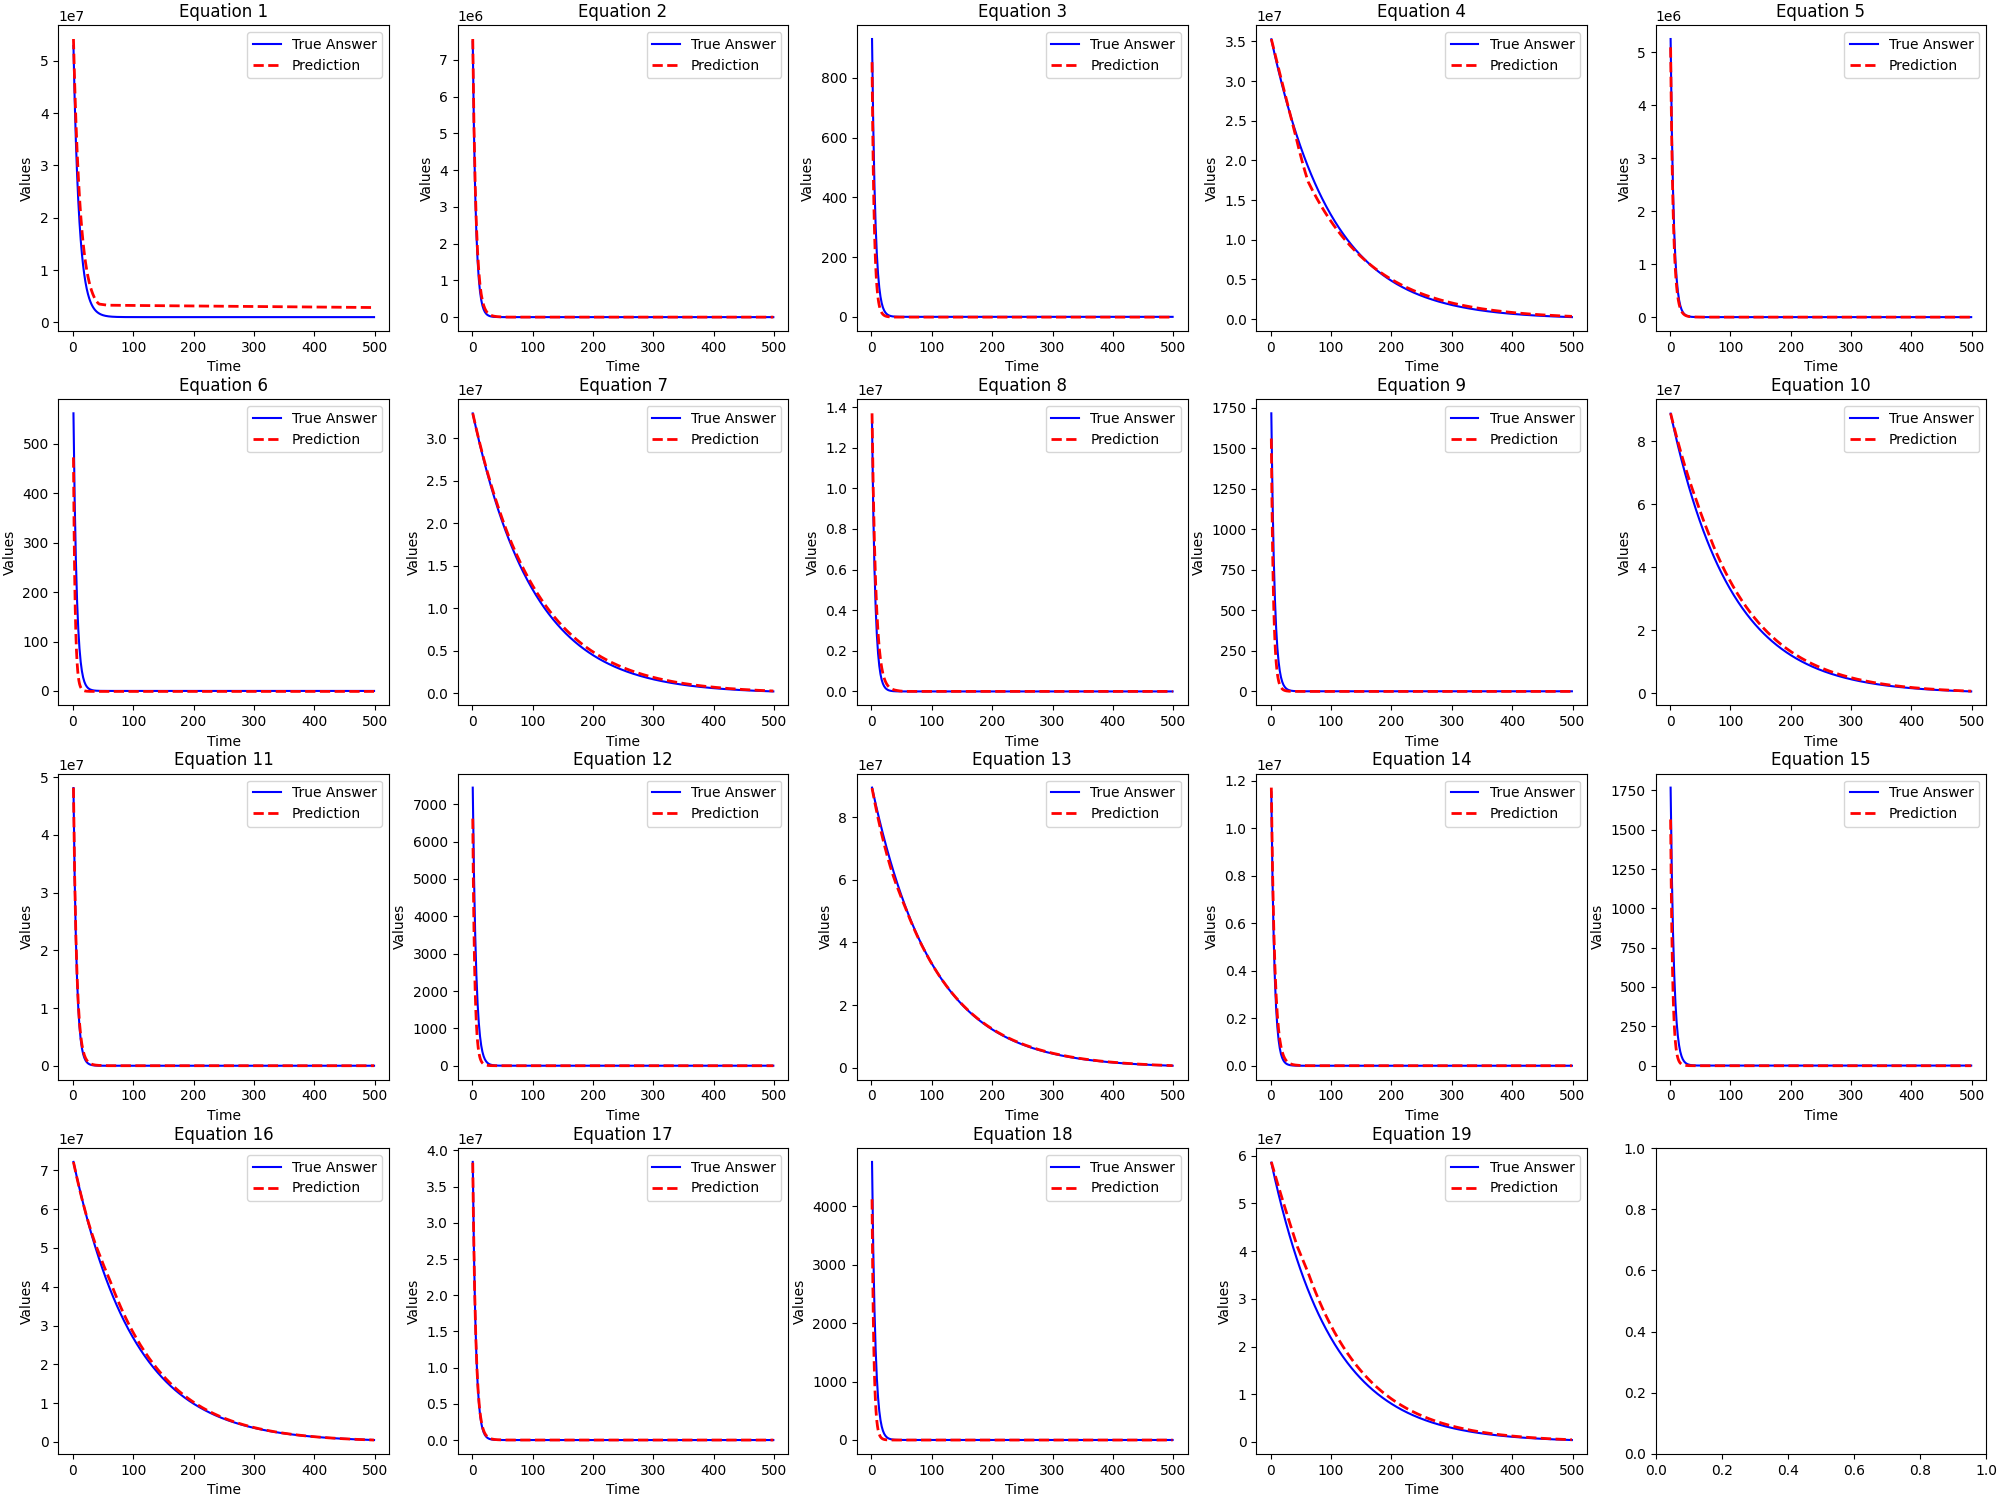 Equation 1
1e7
True Answer
Prediction
5
4
3
2
1
0
Values
0 100 200 300 400 500
Time
Equation 2
1e6
True Answer
Prediction
7
6
5
4
3
2
1
0
Values
0 100 200 300 400 500
Time
Equation 3
True Answer
Prediction
800
600
400
200
0
Values
0 100 200 300 400 500
Time
Equation 4
1e7
True Answer
Prediction
3.5
3.0
2.5
2.0
1.5
1.0
0.5
0.0
Values
0 100 200 300 400 500
Time
Equation 5
1e6
True Answer
Prediction
5
4
3
2
1
0
Values
0 100 200 300 400 500
Time
Equation 6
True Answer
Prediction
500
400
300
200
100
0
Values
0 100 200 300 400 500
Time
Equation 7
1e7
True Answer
Prediction
3.0
2.5
2.0
1.5
1.0
0.5
0.0
Values
0 100 200 300 400 500
Time
Equation 8
1e7
True Answer
Prediction
1.4
1.2
1.0
0.8
0.6
0.4
0.2
0.0
Values
0 100 200 300 400 500
Time
Equation 9
True Answer
Prediction
1750
1500
1250
1000
750
500
250
0
Values
0 100 200 300 400 500
Time
Equation 10
1e7
True Answer
Prediction
8
6
4
2
0
Values
0 100 200 300 400 500
Time
Equation 11
1e7
True Answer
Prediction
5
4
3
2
1
0
Values
0 100 200 300 400 500
Time
Equation 12
True Answer
Prediction
7000
6000
5000
4000
3000
2000
1000
0
Values
0 100 200 300 400 500
Time
Equation 13
1e7
True Answer
Prediction
8
6
4
2
0
Values
0 100 200 300 400 500
Time
Equation 14
1e7
True Answer
Prediction
1.2
1.0
0.8
0.6
0.4
0.2
0.0
Values
0 100 200 300 400 500
Time
Equation 15
True Answer
Prediction
1750
1500
1250
1000
750
500
250
0
Values
0 100 200 300 400 500
Time
Equation 16
1e7
True Answer
Prediction
7
6
5
4
3
2
1
0
Values
0 100 200 300 400 500
Time
Equation 17
1e7
True Answer
Prediction
4.0
3.5
3.0
2.5
2.0
1.5
1.0
0.5
0.0
Values
0 100 200 300 400 500
Time
Equation 18
True Answer
Prediction
4000
3000
2000
1000
0
Values
0 100 200 300 400 500
Time
Equation 19
1e7
True Answer
Prediction
6
5
4
3
2
1
0
Values
0 100 200 300 400 500
Time
1.0
0.8
0.6
0.4
0.2
0.0
0.0 0.2 0.4 0.6 0.8 1.0